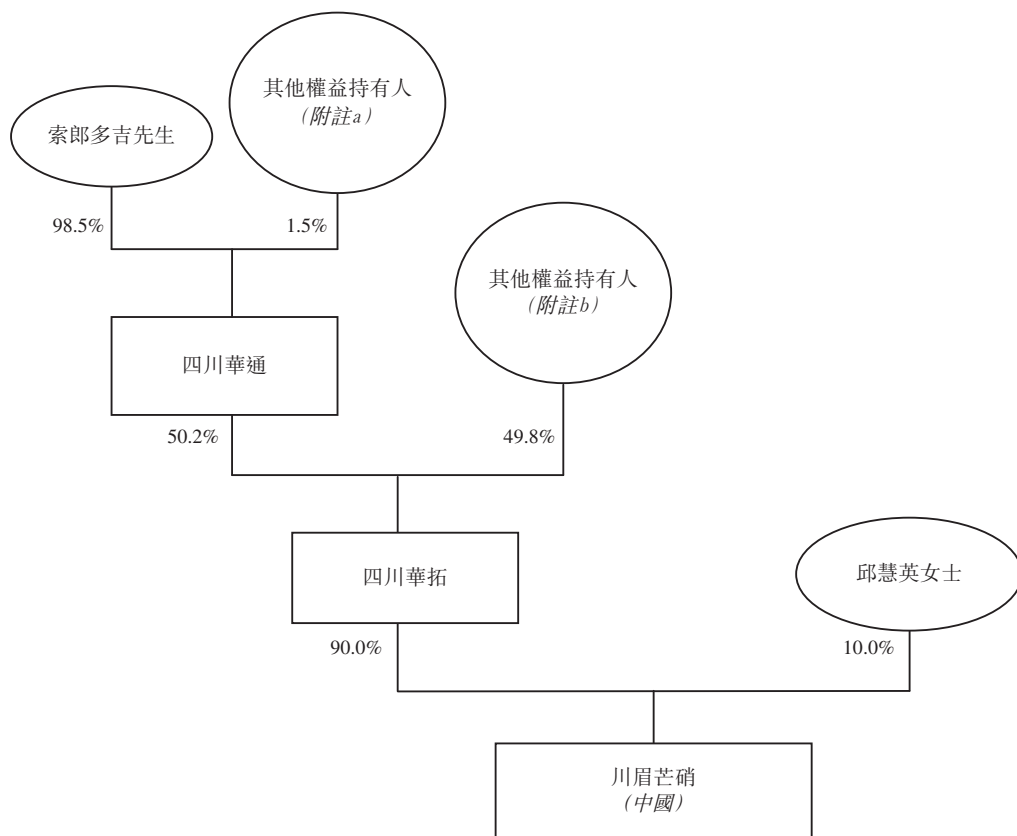 其他權益持有人
（附註a）
索郎多吉先生
98.5%
1.5%
其他權益持有人
（附註b）
四川華通
50.2%
49.8%
四川華拓
邱慧英女士
90.0%
10.0%
川眉芒硝
（中國）